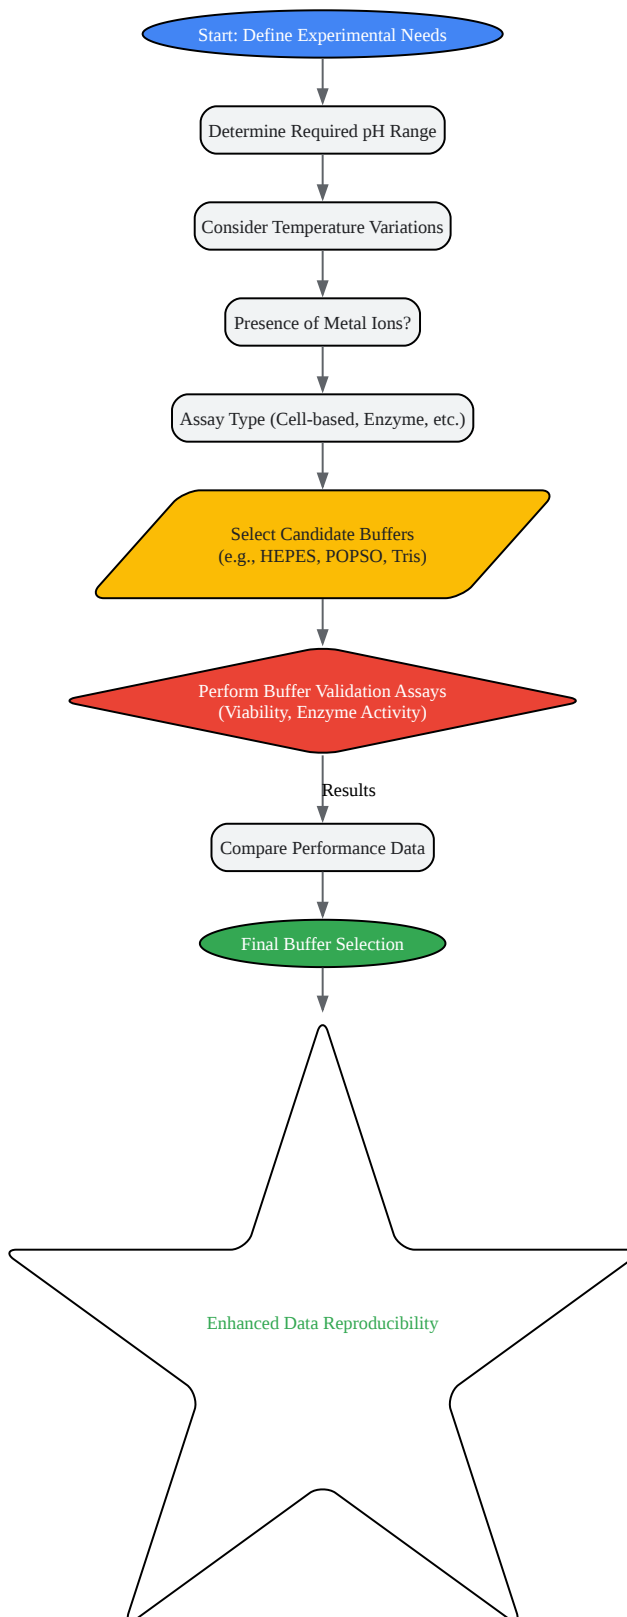 Start: Define Experimental Needs
Determine Required pH Range
Consider Temperature Variations
Presence of Metal Ions?
Assay Type (Cell-based, Enzyme, etc.)
Select Candidate Buffers
(e.g., HEPES, POPSO, Tris)
Perform Buffer Validation Assays
(Viability, Enzyme Activity)
Results
Compare Performance Data
Final Buffer Selection
Enhanced Data Reproducibility